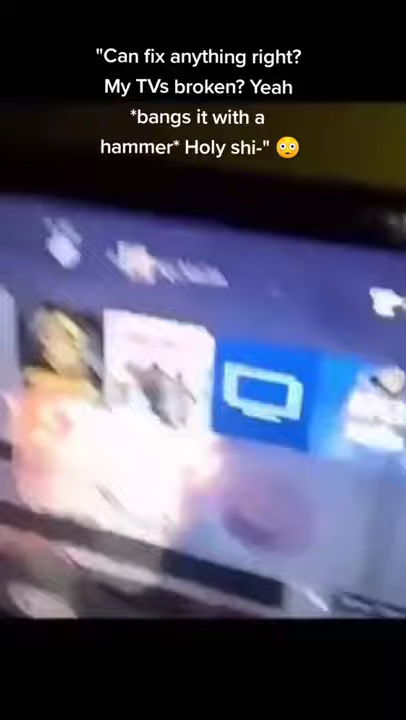 "Can fix anything right?
My TVs broken? Yeah
*bangs it with a
hammer* Holy shi-" 😳